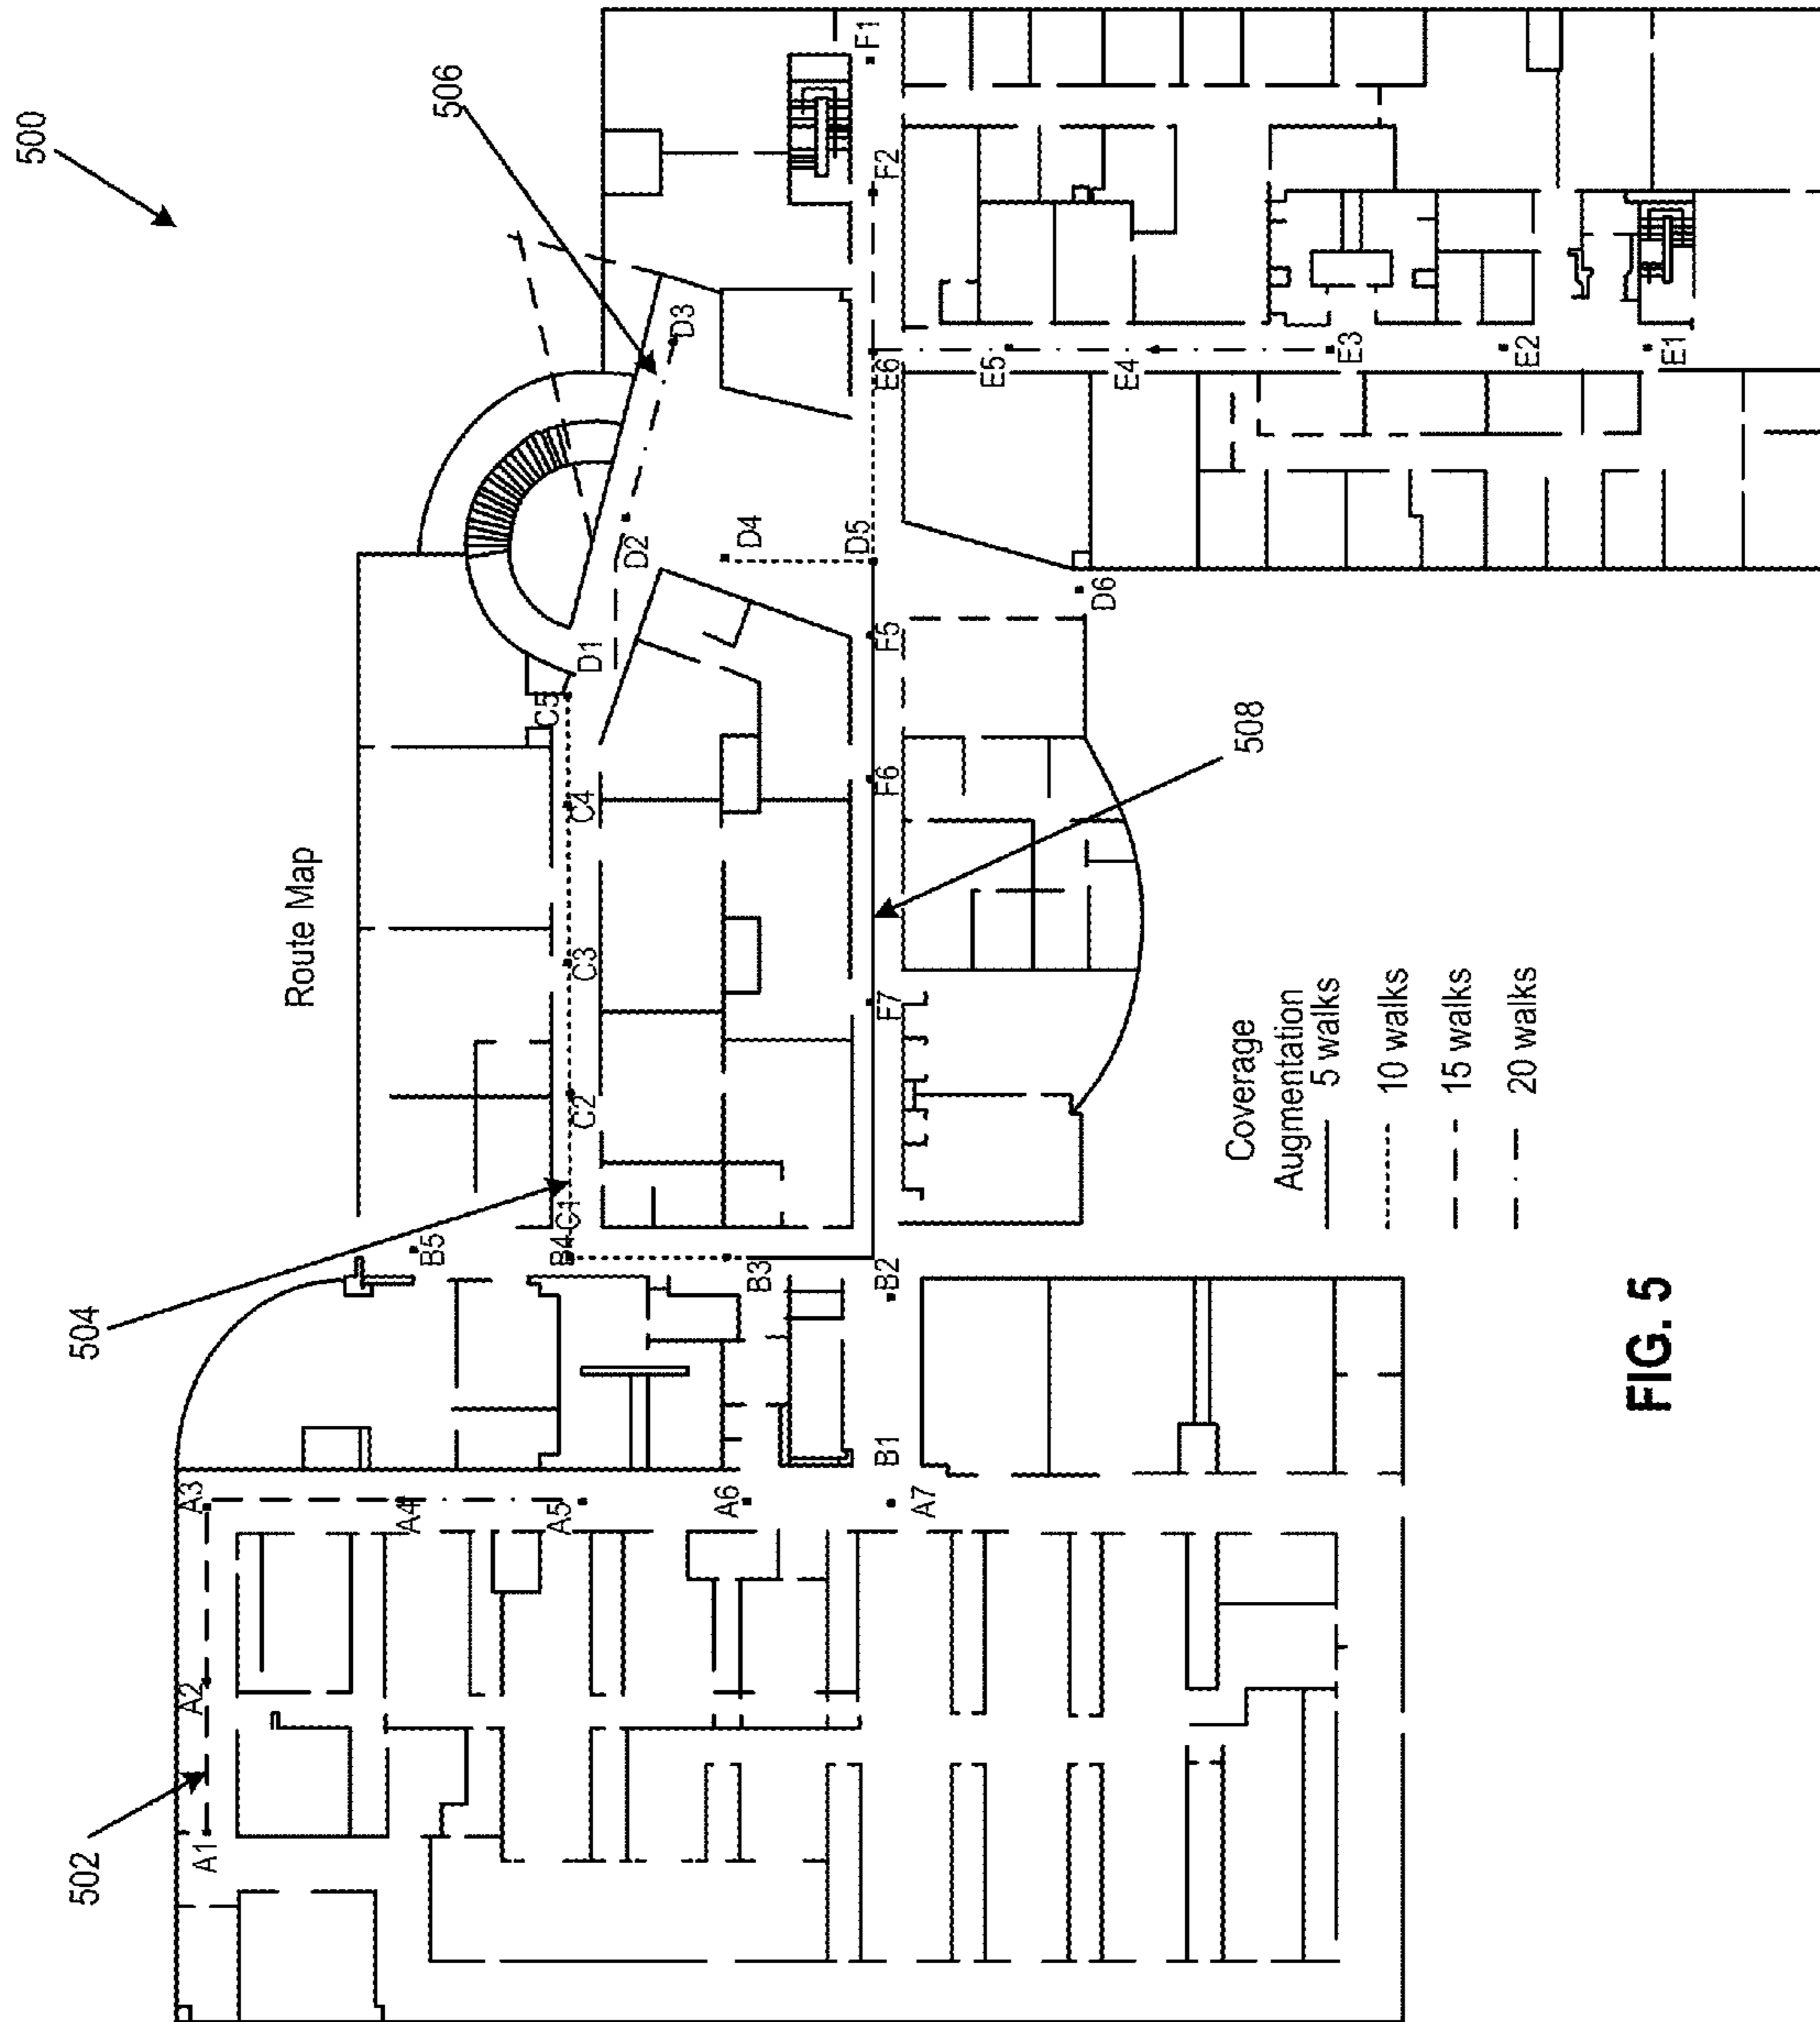 500
506
504
502
508
Route Map
A1
A2
A3
A4
A5
A6
A7
B1
B2
B3
B4
B5
C1
C2
C3
C4
C5
D1
D2
D3
D4
D5
D6
E1
E2
E3
E4
E5
E6
F1
F2
F5
F6
F7
Coverage
Augmentation
5 walks
10 walks
15 walks
20 walks
FIG. 5